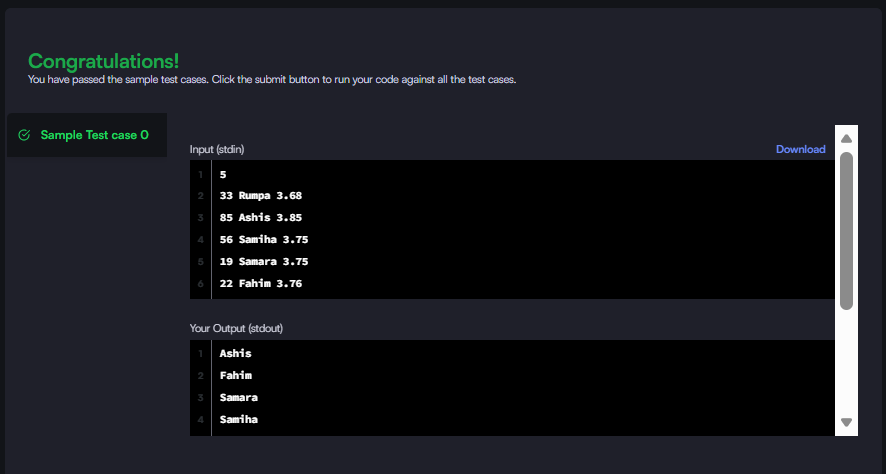 Congratulations!
You have passed the sample test cases. Click the submit button to run your code against all the test cases.
Sample Test case 0
Input (stdin)
Download
1 5
2 33 Rumpa 3.68
3 85 Ashis 3.85
4 56 Samiha 3.75
5 19 Samara 3.75
6 22 Fahim 3.76
Your Output (stdout)
1 Ashis
2 Fahim
3 Samara
4 Samiha